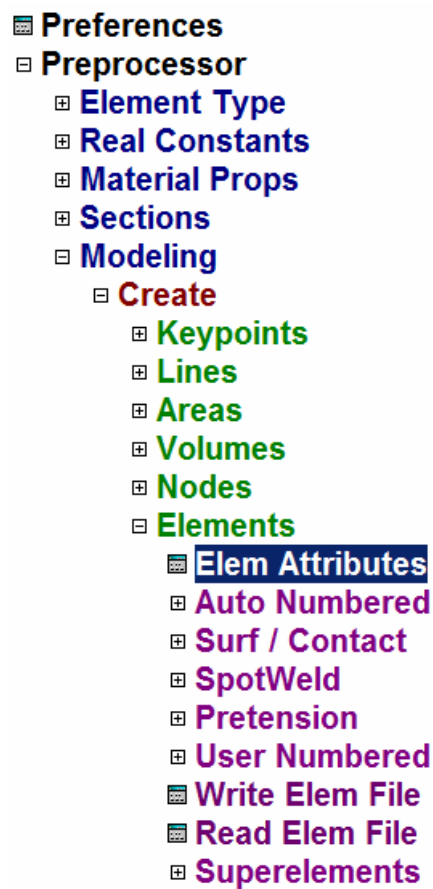 Preferences
Preprocessor
Element Type
Real Constants
Material Props
Sections
Modeling
Create
Keypoints
Lines
Areas
Volumes
Nodes
Elements
Elem Attributes
Auto Numbered
Surf / Contact
SpotWeld
Pretension
User Numbered
Write Elem File
Read Elem File
Superelements